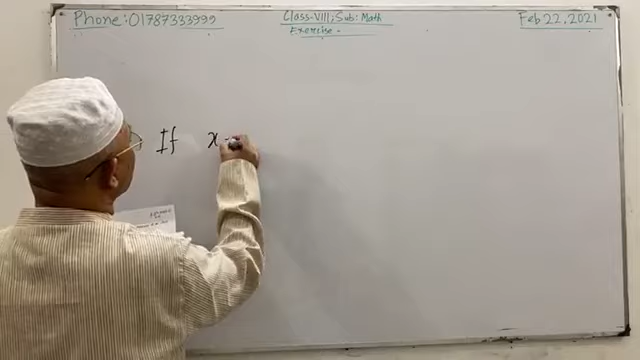 Phone: 01787333999
Class-VIII; Sub: Math
Feb. 22, 2021
Exercise -
If x